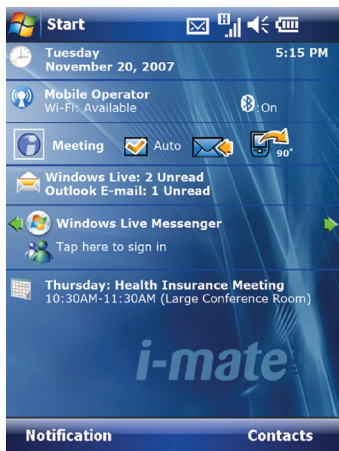 Start
H
Tuesday 5:15 PM
November 20, 2007
Mobile Operator
Wi-Fi: Available :On
Meeting Auto 90°
Windows Live: 2 Unread
Outlook E-mail: 1 Unread
Windows Live Messenger
Tap here to sign in
Thursday: Health Insurance Meeting
10:30AM-11:30AM (Large Conference Room)
i-mate
Notification Contacts